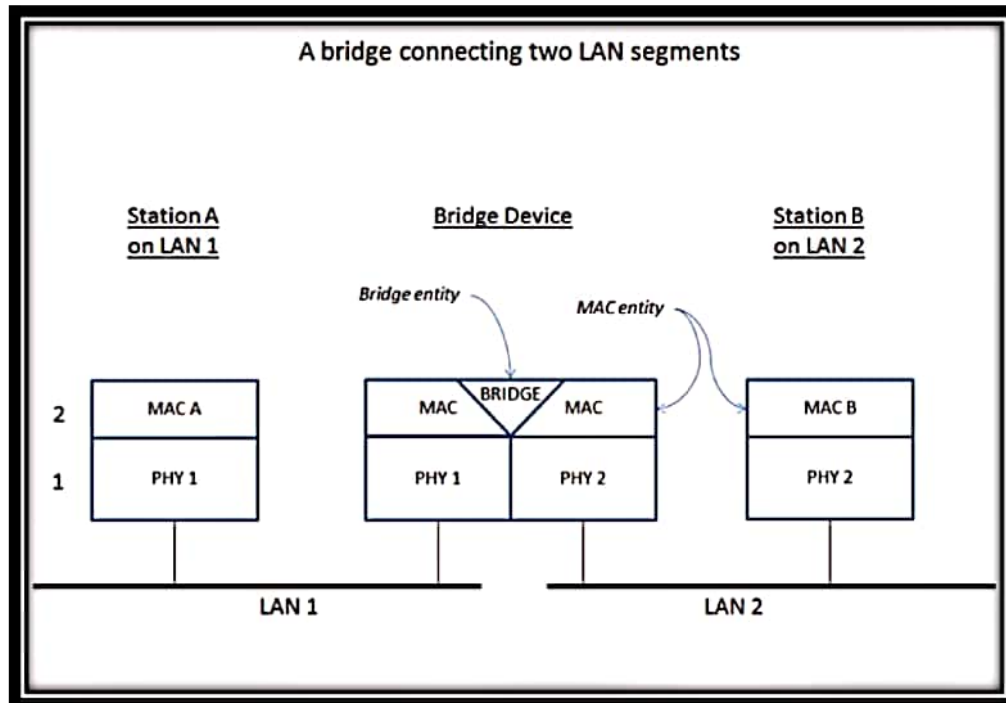 A bridge connecting two LAN segments
Station A
on LAN 1
Bridge Device
Station B
on LAN 2
Bridge entity
MAC entity
2
MAC A
MAC
BRIDGE
MAC
MAC B
1
PHY 1
PHY 1
PHY 2
PHY 2
LAN 1
LAN 2